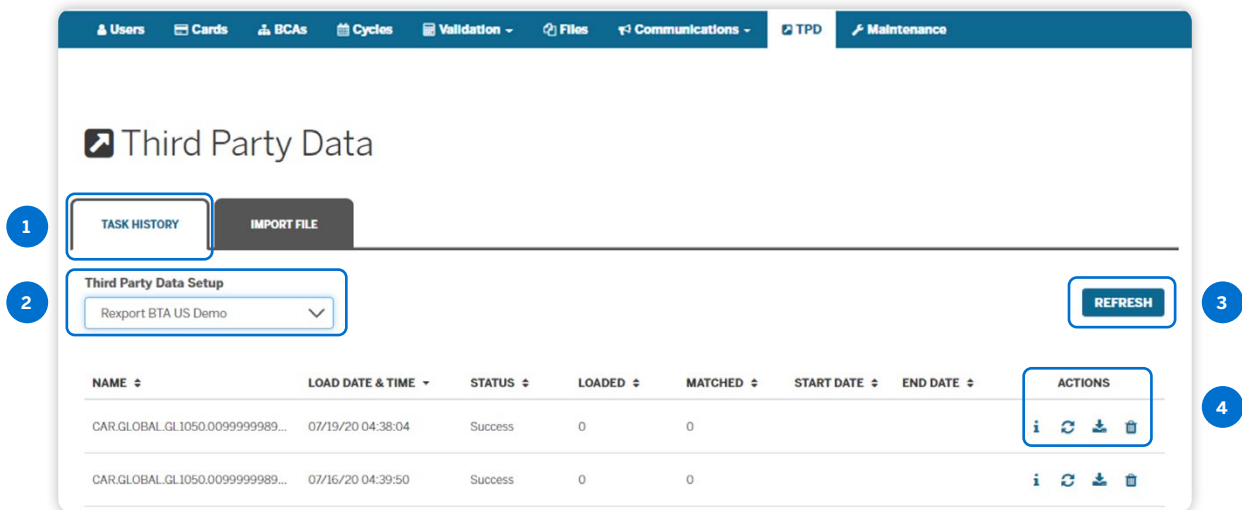 Users Cards BCAs Cycles Validation Files Communications TPD Maintenance
Third Party Data
1 TASK HISTORY IMPORT FILE
Third Party Data Setup
2 Rexport BTA US Demo REFRESH 3
NAME LOAD DATE & TIME STATUS LOADED MATCHED START DATE END DATE ACTIONS
4
CAR.GLOBAL.GL1050.0099999989... 07/19/20 04:38:04 Success 0 0
CAR.GLOBAL.GL1050.0099999989... 07/16/20 04:39:50 Success 0 0